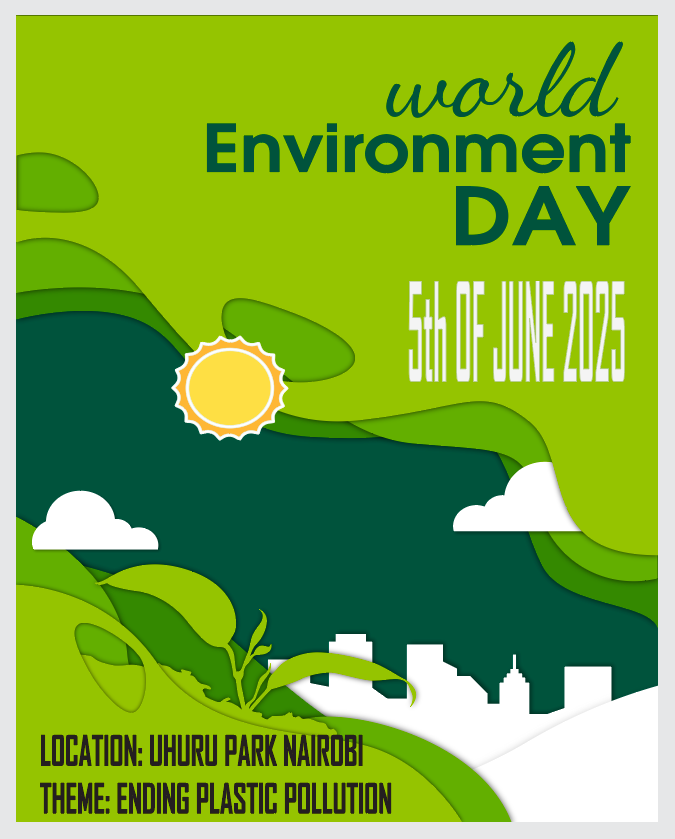 world
Environment
DAY
5th OF JUNE 2025
LOCATION: UHURU PARK NAIROBI
THEME: ENDING PLASTIC POLLUTION